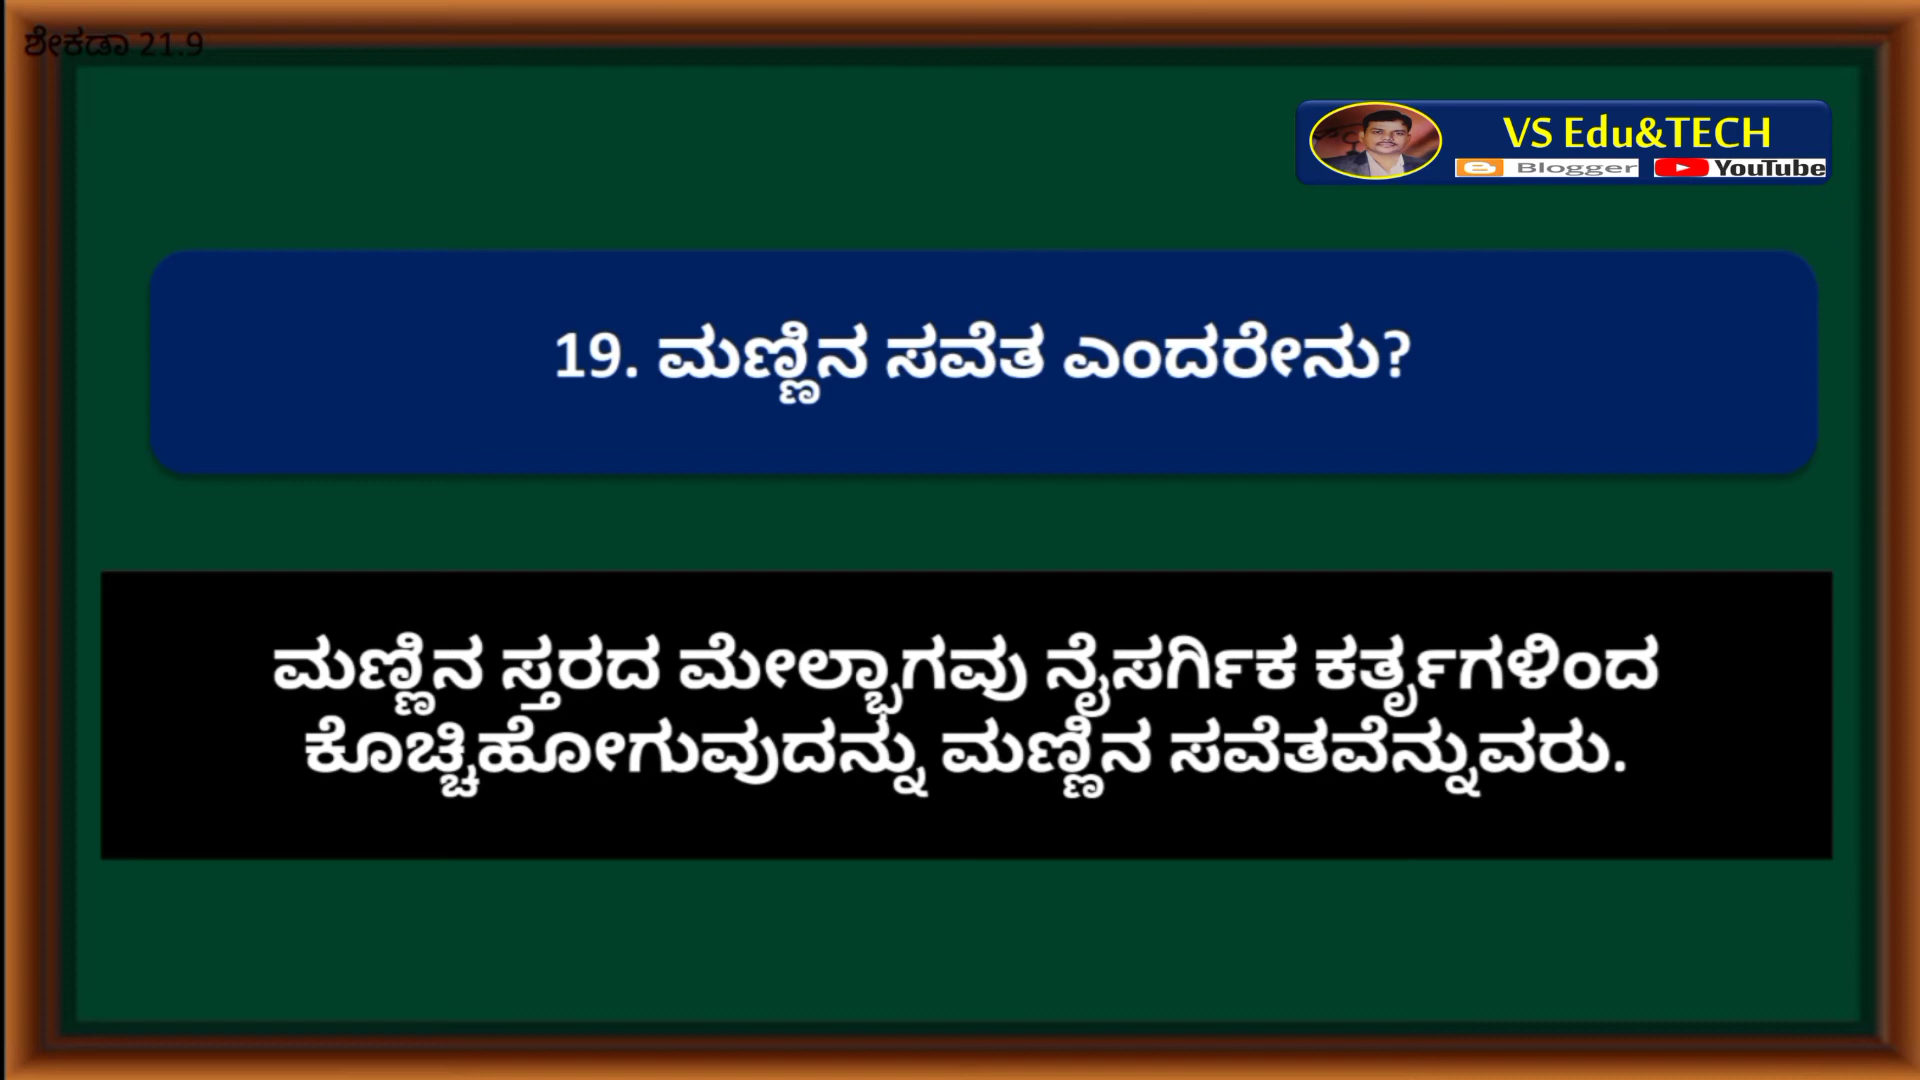 ಶೇಕಡಾ 21.9
VS Edu&TECH
Blogger YouTube
19. ಮಣ್ಣಿನ ಸವೆತ ಎಂದರೇನು?
ಮಣ್ಣಿನ ಸ್ತರದ ಮೇಲ್ಭಾಗವು ನೈಸರ್ಗಿಕ ಕರ್ತೃಗಳಿಂದ
ಕೊಚ್ಚಿಹೋಗುವುದನ್ನು ಮಣ್ಣಿನ ಸವೆತವೆನ್ನುವರು.